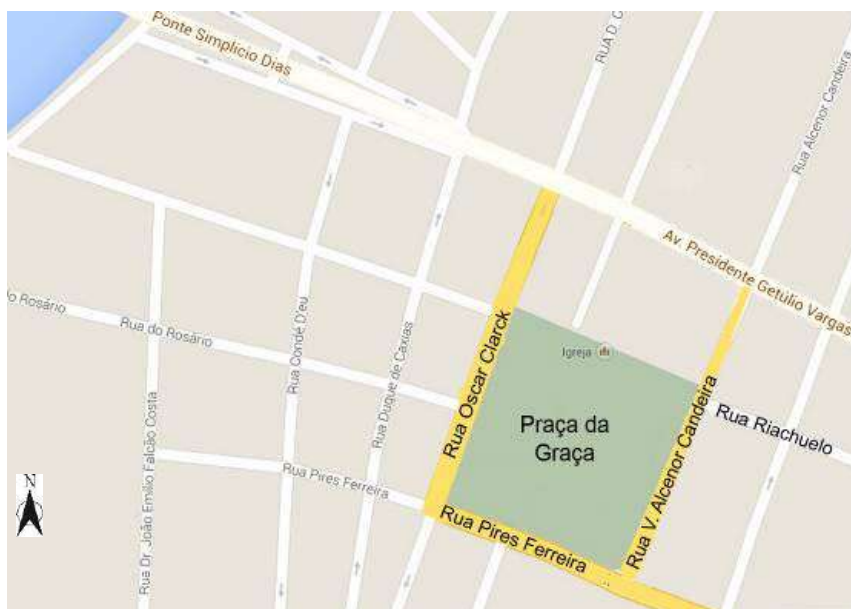 Ponte Simplício Dias
RUA D. C
Rua Alcenor Candeira
Av. Presidente Getúlio Vargas
do Rosário
Rua do Rosário
Rua Conde D'eu
Rua Duque de Caxias
Rua Oscar Clarck
Igreja
Praça da
Graça
Rua V. Alcenor Candeira
Rua Riachuelo
Rua Dr. João Emílio Falcão Costa
Rua Pires Ferreira
Rua Pires Ferreira
N